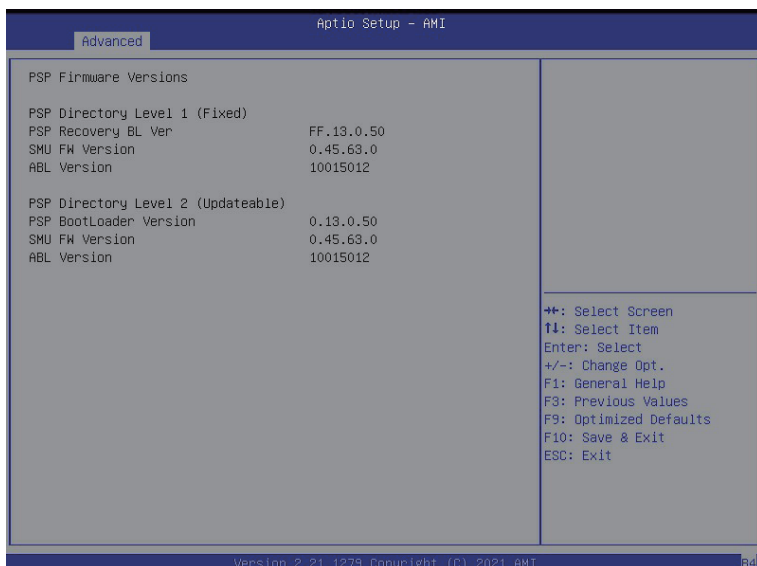 Aptio Setup – AMI
Advanced
PSP Firmware Versions
PSP Directory Level 1 (Fixed)
PSP Recovery BL Ver FF.13.0.50
SMU FW Version 0.45.63.0
ABL Version 10015012
PSP Directory Level 2 (Updateable)
PSP BootLoader Version 0.13.0.50
SMU FW Version 0.45.63.0
ABL Version 10015012
→←: Select Screen
↑↓: Select Item
Enter: Select
+/-: Change Opt.
F1: General Help
F3: Previous Values
F9: Optimized Defaults
F10: Save & Exit
ESC: Exit
Version 2.21.1279 Copyright (C) 2021 AMI
B4